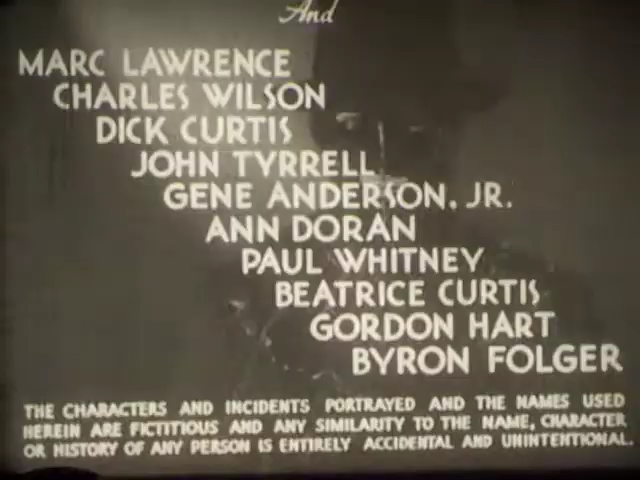 And
MARC LAWRENCE
CHARLES WILSON
DICK CURTIS
JOHN TYRRELL
GENE ANDERSON, JR.
ANN DORAN
PAUL WHITNEY
BEATRICE CURTIS
GORDON HART
BYRON FOLGER
THE CHARACTERS AND INCIDENTS PORTRAYED AND THE NAMES USED
HEREIN ARE FICTITIOUS AND ANY SIMILARITY TO THE NAME, CHARACTER
OR HISTORY OF ANY PERSON IS ENTIRELY ACCIDENTAL AND UNINTENTIONAL.